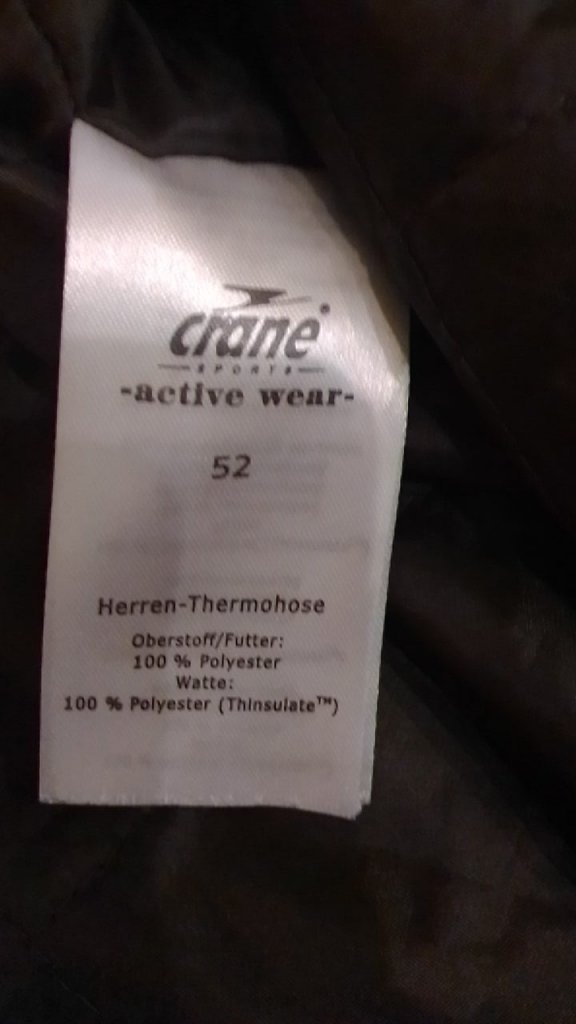 crane
SPORTS
-active wear-
52
Herren-Thermohose
Oberstoff/Futter:
100 % Polyester
Watte:
100 % Polyester (Thinsulate™)